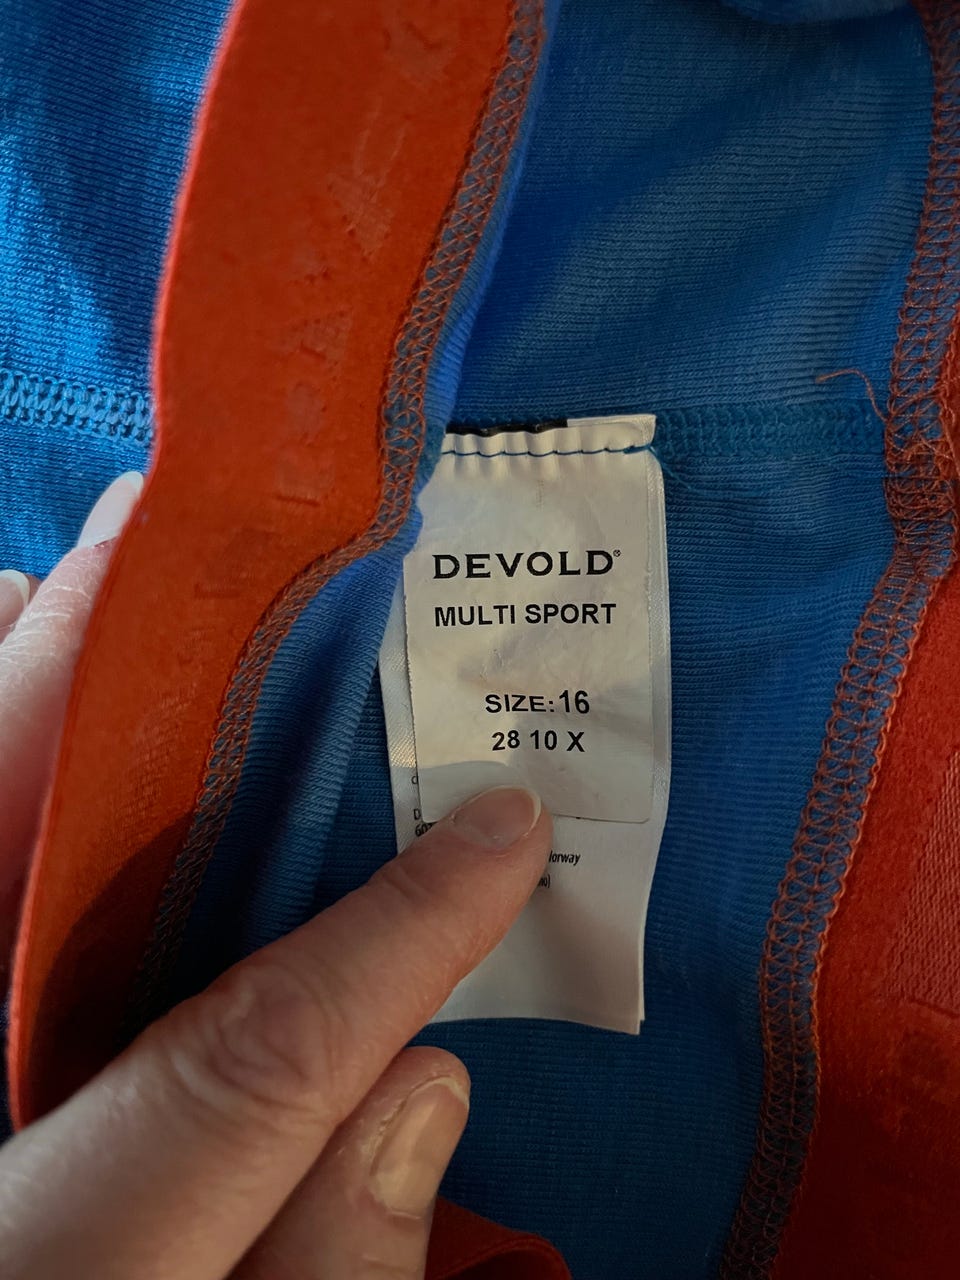 DEVOLD®
MULTI SPORT
SIZE: 16
28 10 X